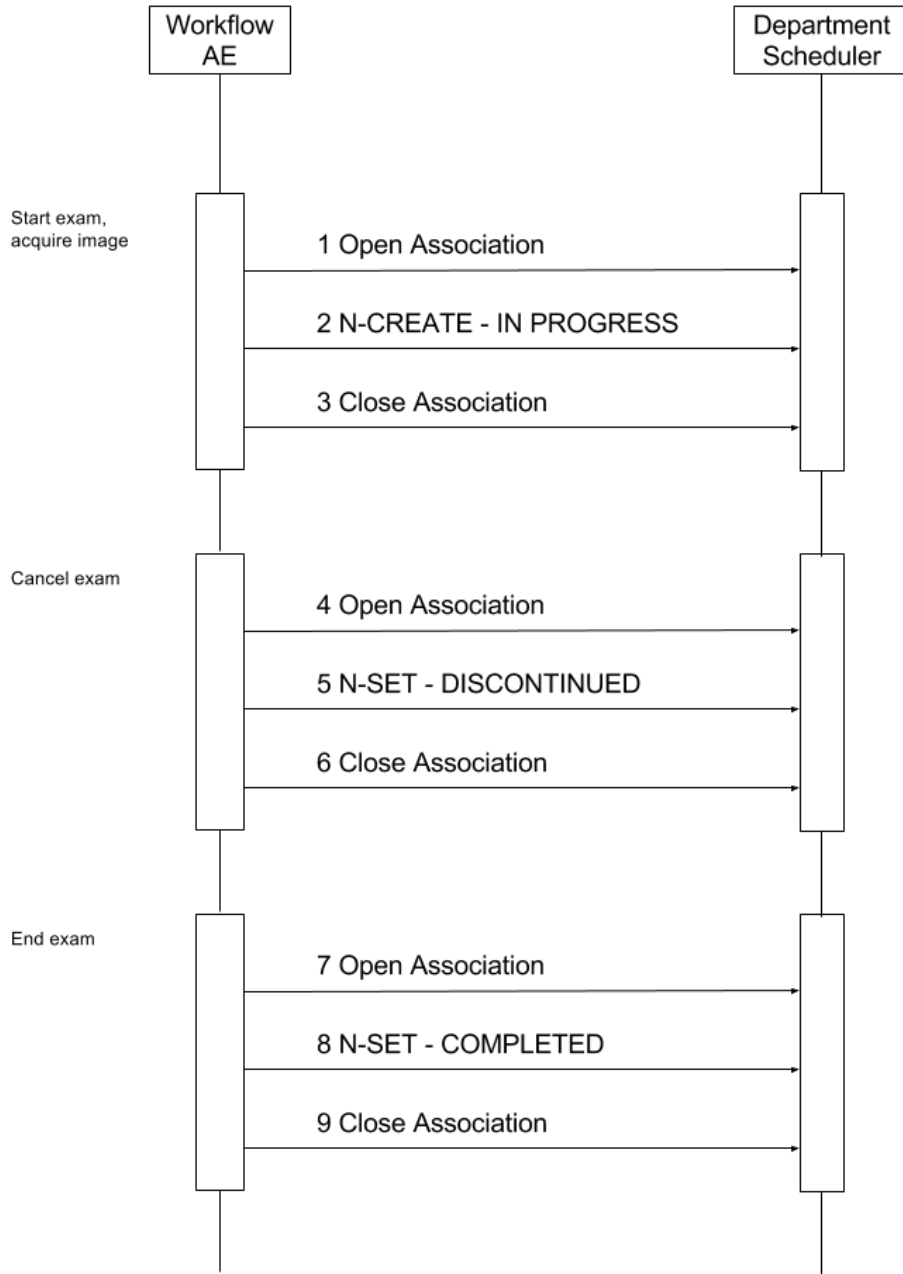 Workflow
AE
Department
Scheduler
Start exam,
acquire image
1 Open Association
2 N-CREATE - IN PROGRESS
3 Close Association
Cancel exam
4 Open Association
5 N-SET - DISCONTINUED
6 Close Association
End exam
7 Open Association
8 N-SET - COMPLETED
9 Close Association